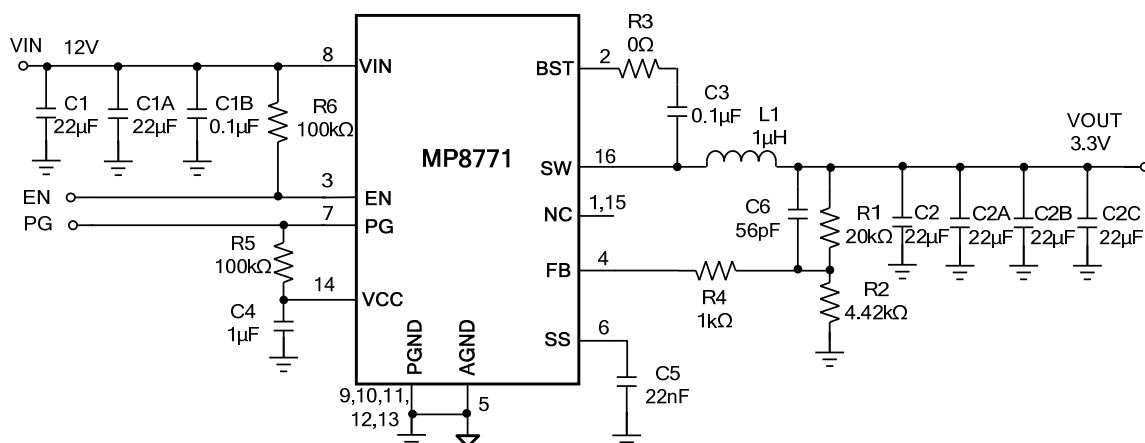 VIN 12V
8 VIN
C1
22µF
C1A
22µF
C1B
0.1µF
R6
100kΩ
EN
3 EN
PG
7 PG
R5
100kΩ
14 VCC
C4
1µF
MP8771
PGND
AGND
9,10,11,
12,13
5
BST 2
R3
0Ω
C3
0.1µF
SW 16
L1
1µH
VOUT
3.3V
NC 1,15
C6
56pF
R1
20kΩ
C2
22µF
C2A
22µF
C2B
22µF
C2C
22µF
FB 4
R4
1kΩ
R2
4.42kΩ
SS 6
C5
22nF